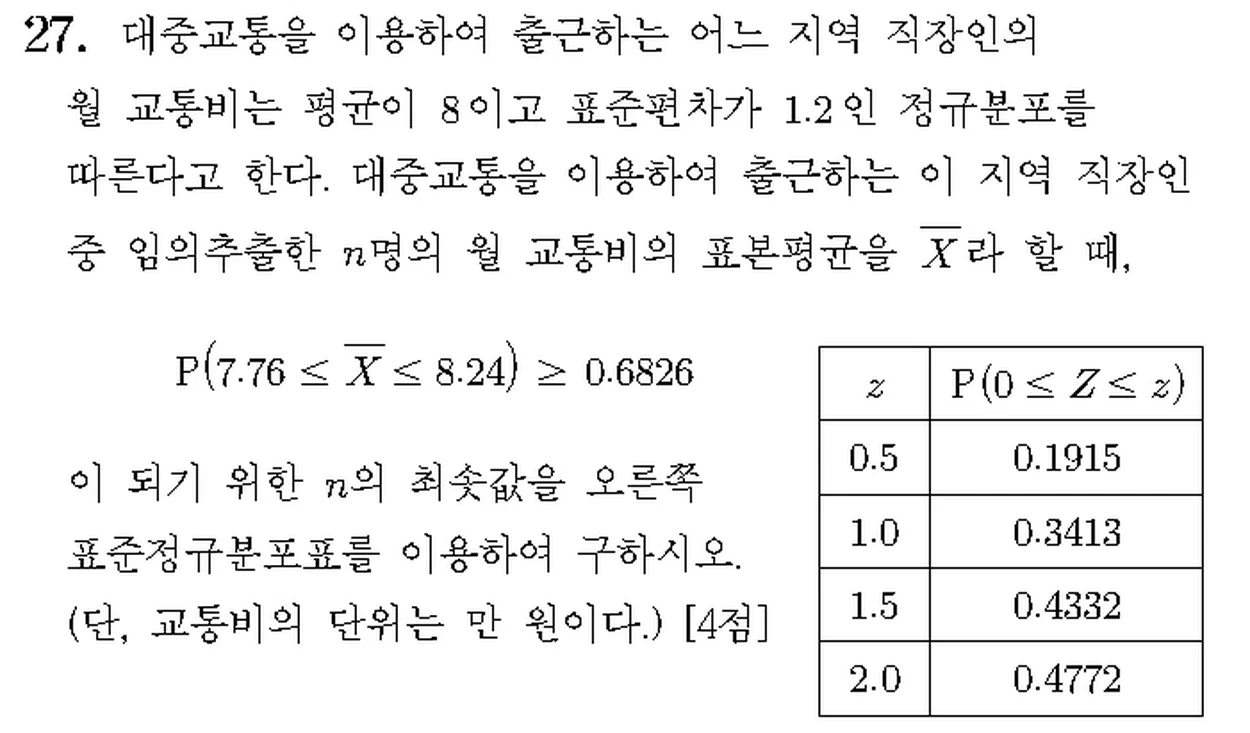 27. 대중교통을 이용하여 출근하는 어느 지역 직장인의
월 교통비는 평균이 8이고 표준편차가 1.2인 정규분포를
따른다고 한다. 대중교통을 이용하여 출근하는 이 지역 직장인
중 임의추출한 n명의 월 교통비의 표본평균을 X̅라 할 때,
P(7.76 ≤ X̅ ≤ 8.24) ≥ 0.6826
이 되기 위한 n의 최솟값을 오른쪽
표준정규분포표를 이용하여 구하시오.
(단, 교통비의 단위는 만 원이다.) [4점]
z P(0 ≤ Z ≤ z)
0.5 0.1915
1.0 0.3413
1.5 0.4332
2.0 0.4772